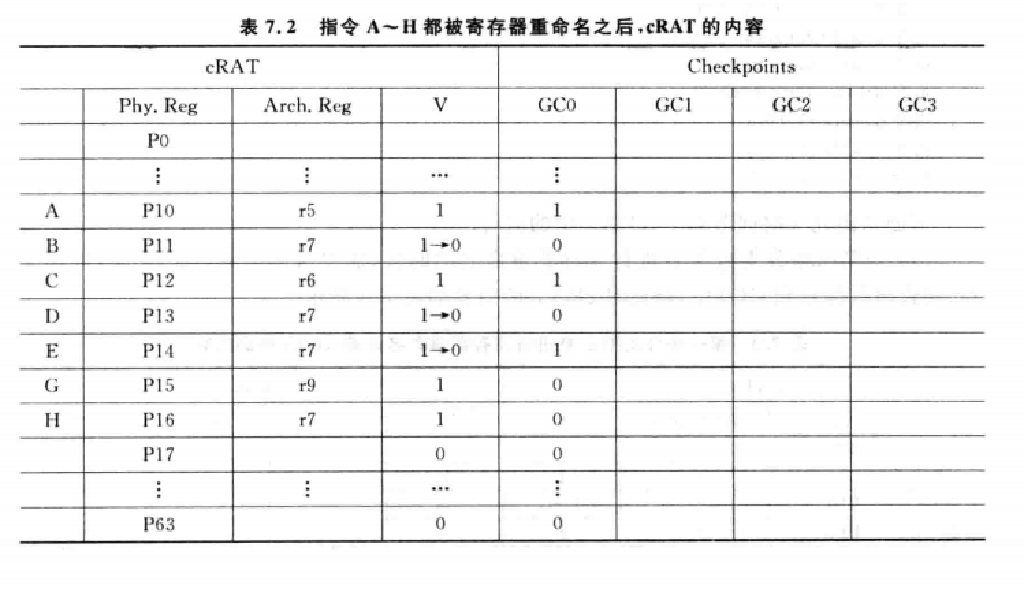 表 7.2 指令 A～H 都被寄存器重命名之后,cRAT 的内容
cRAT Checkpoints
Phy. Reg Arch. Reg V GC0 GC1 GC2 GC3
P0
⋮ ⋮ … ⋮
A P10 r5 1 1
B P11 r7 1→0 0
C P12 r6 1 1
D P13 r7 1→0 0
E P14 r7 1→0 1
G P15 r9 1 0
H P16 r7 1 0
P17 0 0
⋮ ⋮ … ⋮
P63 0 0